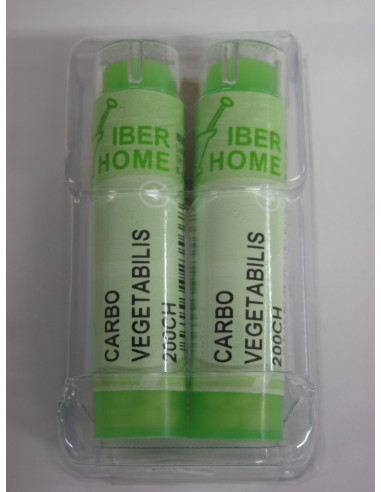 IBER
HOME
CARBO
VEGETABILIS
200CH
IBER
HOME
CARBO
VEGETABILIS
200CH